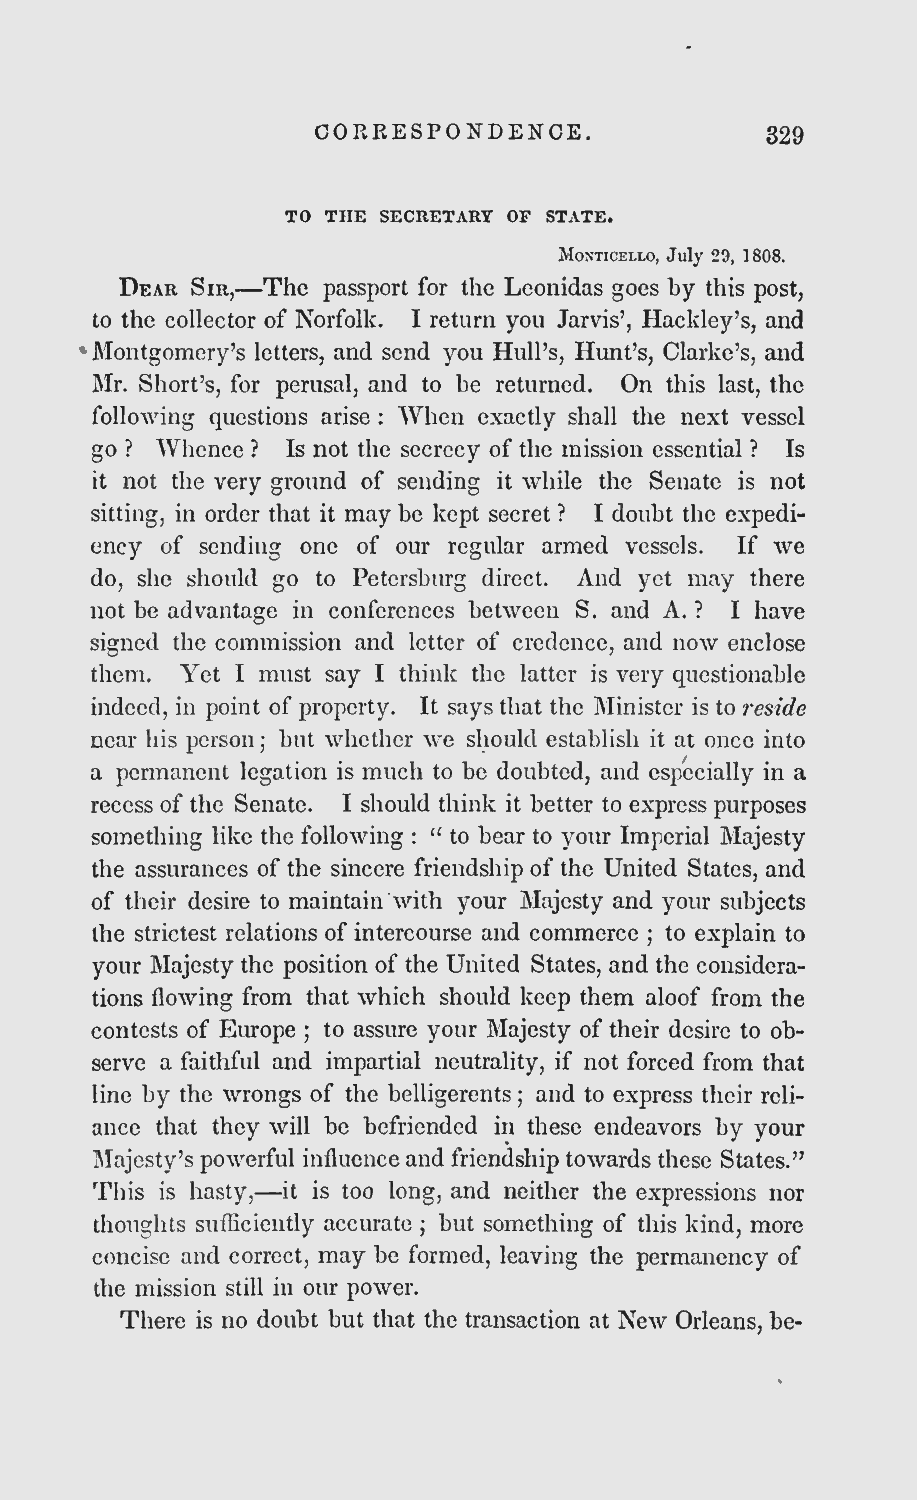 CORRESPONDENCE. 329
TO THE SECRETARY OF STATE.
MONTICELLO, July 29, 1808.
DEAR SIR,—The passport for the Leonidas goes by this post,
to the collector of Norfolk. I return you Jarvis', Hackley's, and
Montgomery's letters, and send you Hull's, Hunt's, Clarke's, and
Mr. Short's, for perusal, and to be returned. On this last, the
following questions arise : When exactly shall the next vessel
go ? Whence ? Is not the secrecy of the mission essential ? Is
it not the very ground of sending it while the Senate is not
sitting, in order that it may be kept secret ? I doubt the expedi-
ency of sending one of our regular armed vessels. If we
do, she should go to Petersburg direct. And yet may there
not be advantage in conferences between S. and A. ? I have
signed the commission and letter of credence, and now enclose
them. Yet I must say I think the latter is very questionable
indeed, in point of property. It says that the Minister is to reside
near his person ; but whether we should establish it at once into
a permanent legation is much to be doubted, and especially in a
recess of the Senate. I should think it better to express purposes
something like the following : " to bear to your Imperial Majesty
the assurances of the sincere friendship of the United States, and
of their desire to maintain with your Majesty and your subjects
the strictest relations of intercourse and commerce ; to explain to
your Majesty the position of the United States, and the considera-
tions flowing from that which should keep them aloof from the
contests of Europe ; to assure your Majesty of their desire to ob-
serve a faithful and impartial neutrality, if not forced from that
line by the wrongs of the belligerents ; and to express their reli-
ance that they will be befriended in these endeavors by your
Majesty's powerful influence and friendship towards these States."
This is hasty,—it is too long, and neither the expressions nor
thoughts sufficiently accurate ; but something of this kind, more
concise and correct, may be formed, leaving the permanency of
the mission still in our power.
There is no doubt but that the transaction at New Orleans, be-